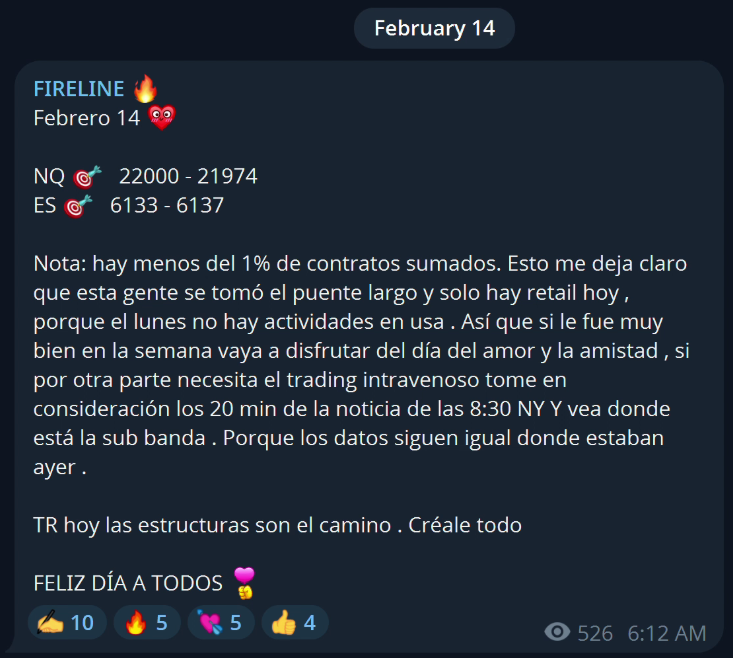 February 14
FIRELINE 🔥
Febrero 14 💗
NQ 🎯 22000 - 21974
ES 🎯 6133 - 6137
Nota: hay menos del 1% de contratos sumados. Esto me deja claro
que esta gente se tomó el puente largo y solo hay retail hoy ,
porque el lunes no hay actividades en usa . Así que si le fue muy
bien en la semana vaya a disfrutar del día del amor y la amistad , si
por otra parte necesita el trading intravenoso tome en
consideración los 20 min de la noticia de las 8:30 NY Y vea donde
está la sub banda . Porque los datos siguen igual donde estaban
ayer .
TR hoy las estructuras son el camino . Créale todo
FELIZ DÍA A TODOS
✍️ 10 🔥 5 💘 5 👍 4
526 6:12 AM